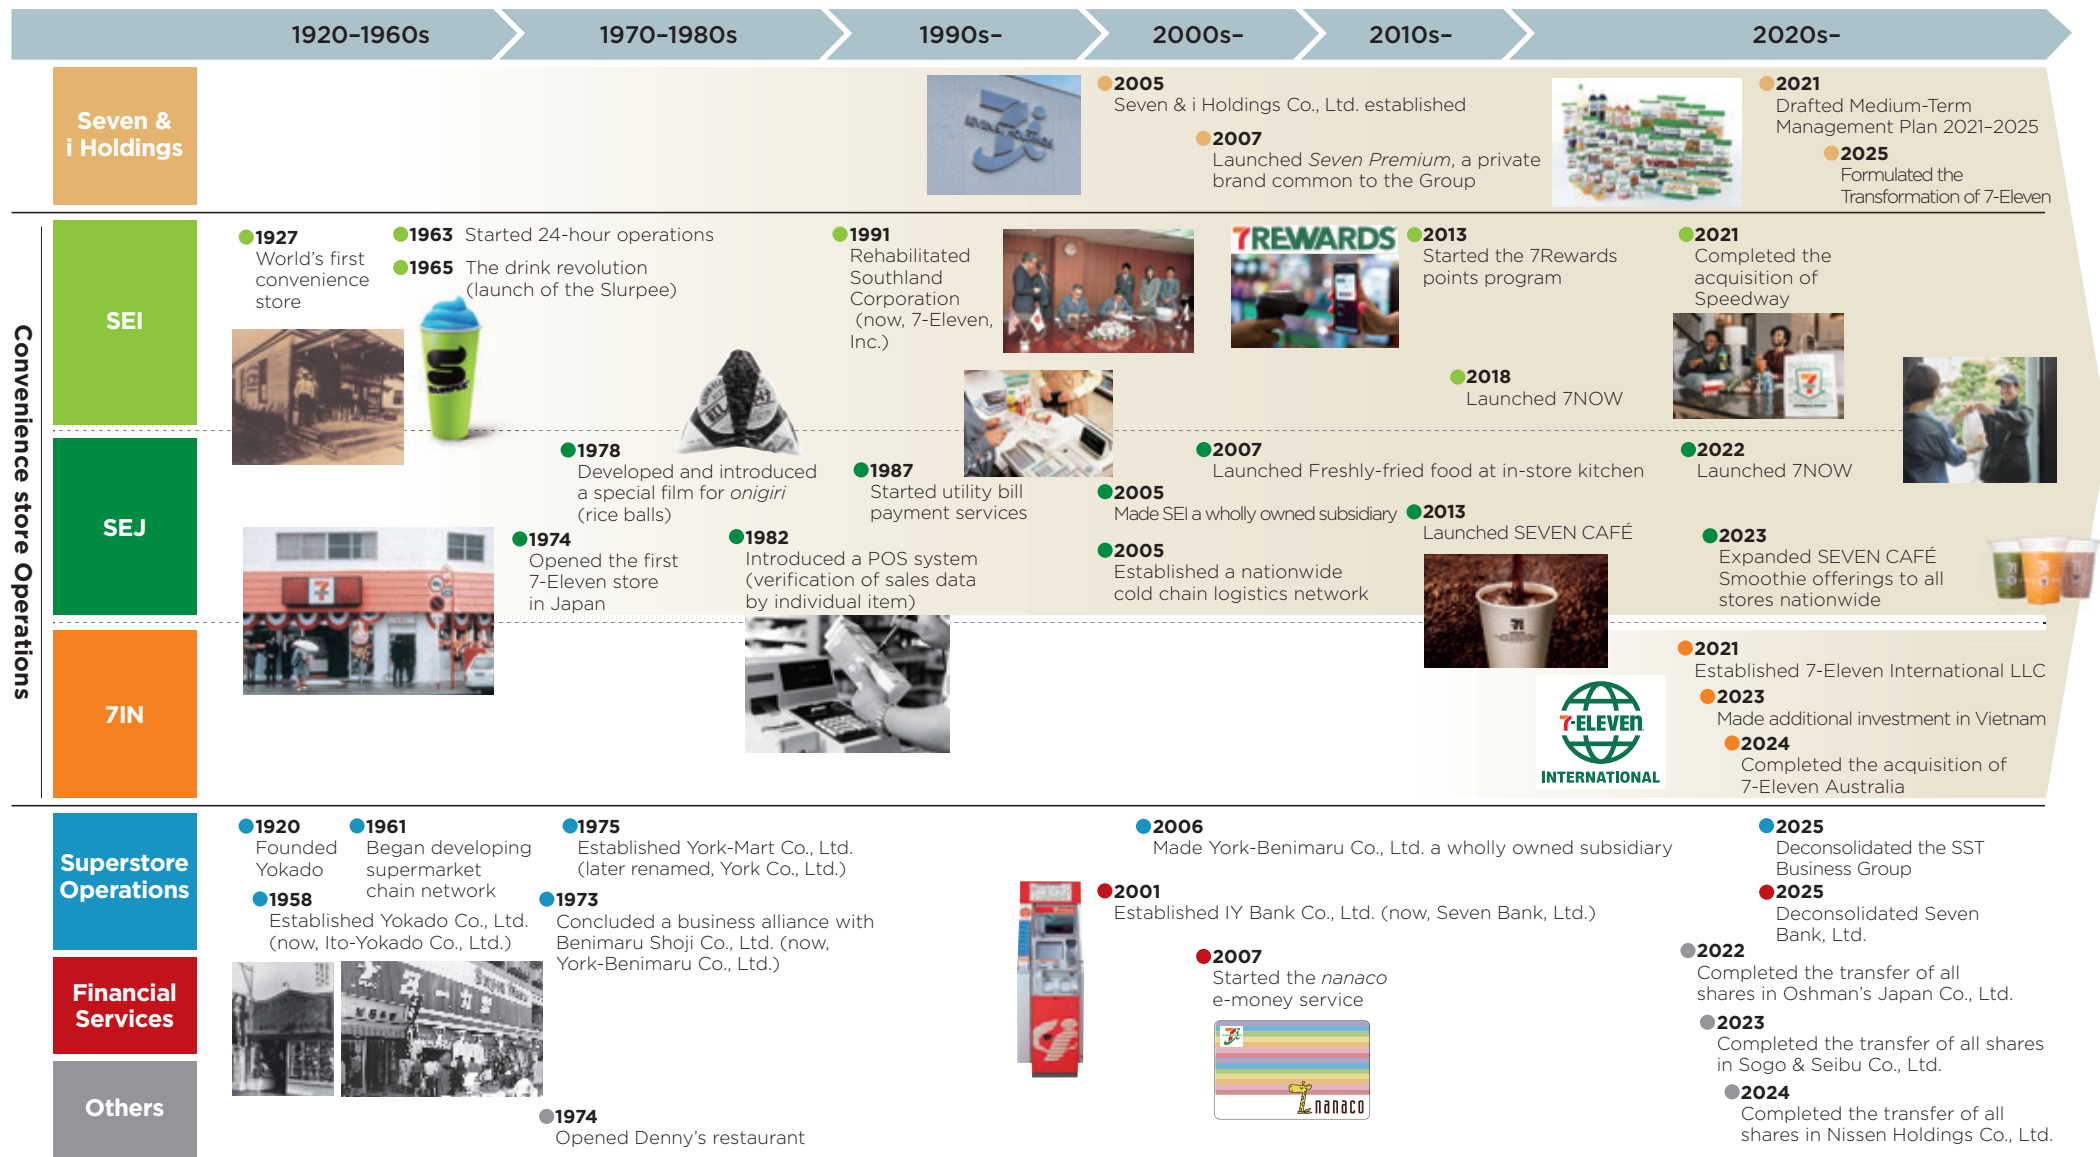 1920–1960s
1970–1980s
1990s–
2000s–
2010s–
2020s–
Seven &
i Holdings
2005
Seven & i Holdings Co., Ltd. established
2007
Launched Seven Premium, a private
brand common to the Group
2021
Drafted Medium-Term
Management Plan 2021–2025
2025
Formulated the
Transformation of 7-Eleven
Convenience store Operations
SEI
1927
World's first
convenience
store
1963 Started 24-hour operations
1965 The drink revolution
(launch of the Slurpee)
1991
Rehabilitated
Southland
Corporation
(now, 7-Eleven,
Inc.)
7REWARDS
2013
Started the 7Rewards
points program
2018
Launched 7NOW
2021
Completed the
acquisition of
Speedway
SEJ
1978
Developed and introduced
a special film for onigiri
(rice balls)
1974
Opened the first
7-Eleven store
in Japan
1987
Started utility bill
payment services
1982
Introduced a POS system
(verification of sales data
by individual item)
2007
Launched Freshly-fried food at in-store kitchen
2005
Made SEI a wholly owned subsidiary
2005
Established a nationwide
cold chain logistics network
2013
Launched SEVEN CAFÉ
2022
Launched 7NOW
2023
Expanded SEVEN CAFÉ
Smoothie offerings to all
stores nationwide
7IN
7-ELEVEn
INTERNATIONAL
2021
Established 7-Eleven International LLC
2023
Made additional investment in Vietnam
2024
Completed the acquisition of
7-Eleven Australia
Superstore
Operations
1920
Founded
Yokado
1961
Began developing
supermarket
chain network
1958
Established Yokado Co., Ltd.
(now, Ito-Yokado Co., Ltd.)
1975
Established York-Mart Co., Ltd.
(later renamed, York Co., Ltd.)
1973
Concluded a business alliance with
Benimaru Shoji Co., Ltd. (now,
York-Benimaru Co., Ltd.)
2006
Made York-Benimaru Co., Ltd. a wholly owned subsidiary
2025
Deconsolidated the SST
Business Group
Financial
Services
2001
Established IY Bank Co., Ltd. (now, Seven Bank, Ltd.)
2007
Started the nanaco
e-money service
nanaco
2025
Deconsolidated Seven
Bank, Ltd.
Others
1974
Opened Denny's restaurant
2022
Completed the transfer of all
shares in Oshman's Japan Co., Ltd.
2023
Completed the transfer of all shares
in Sogo & Seibu Co., Ltd.
2024
Completed the transfer of all
shares in Nissen Holdings Co., Ltd.